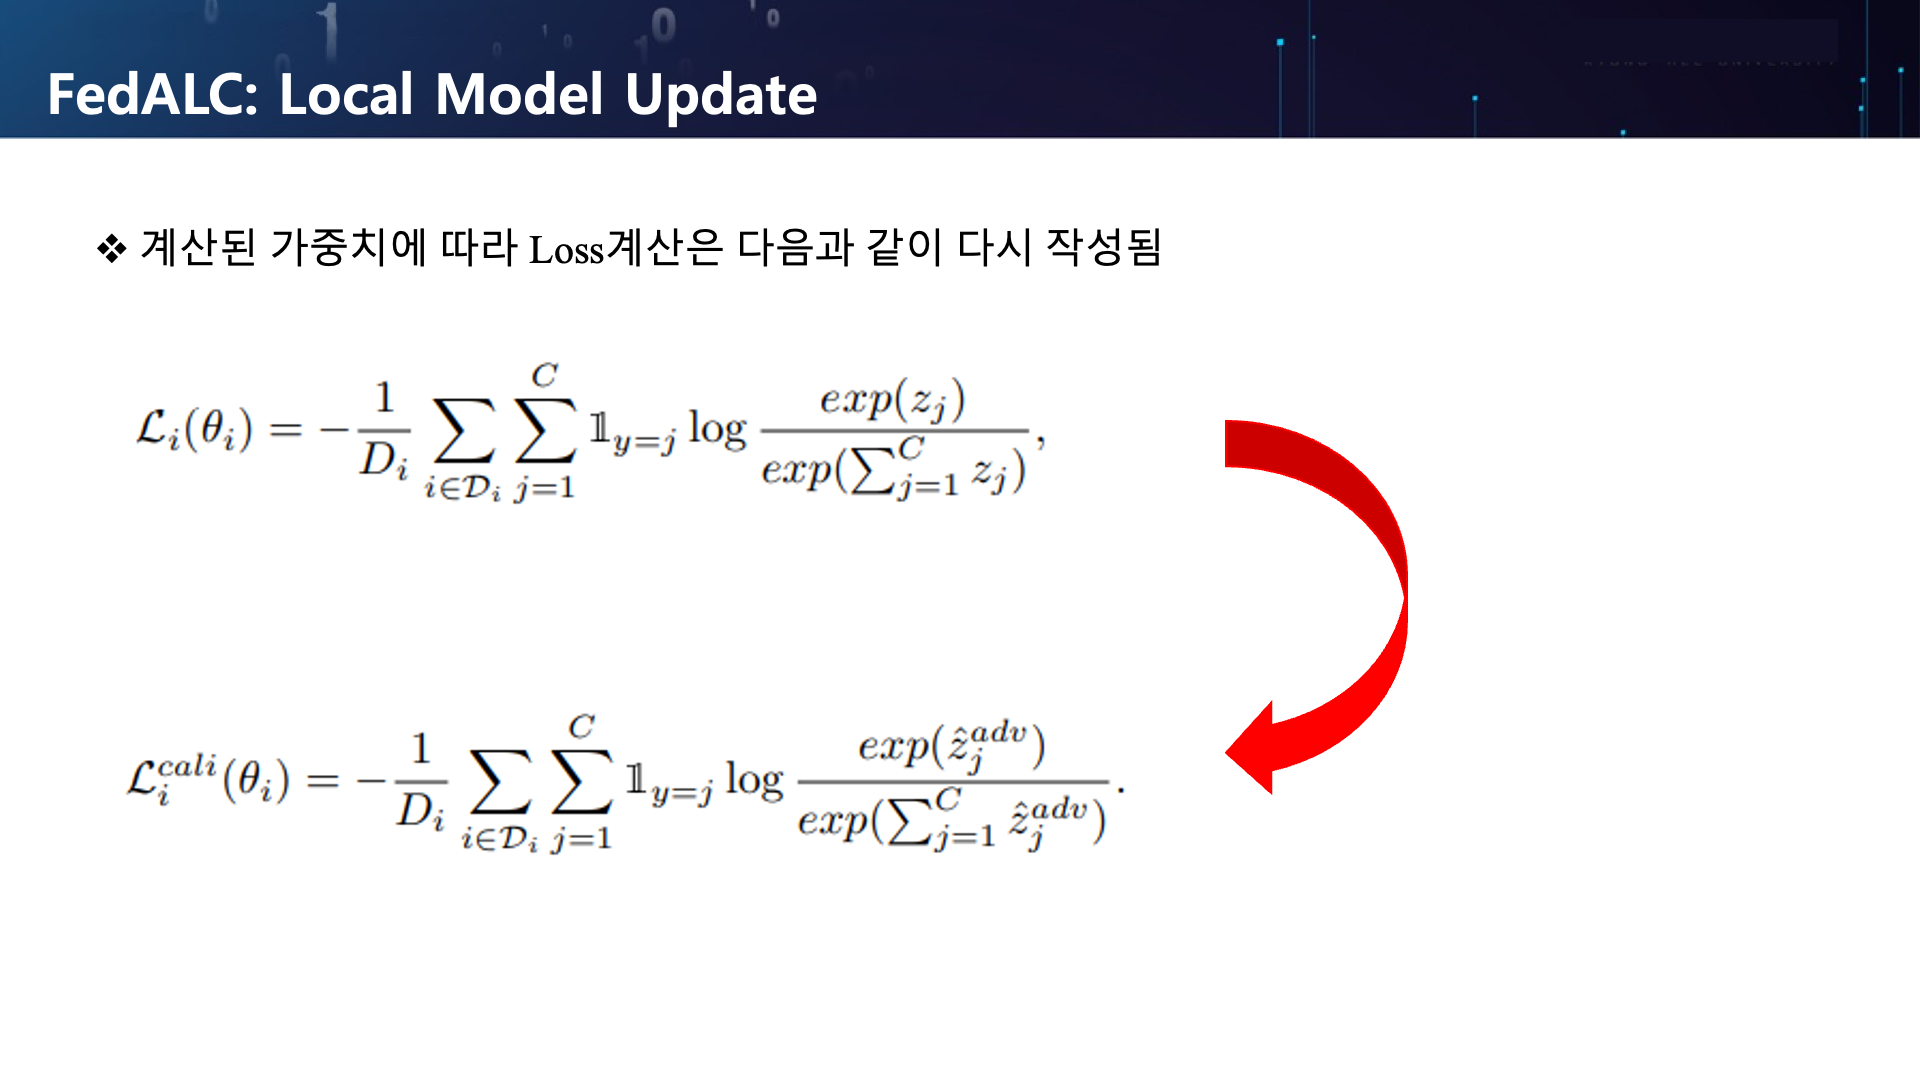 FedALC: Local Model Update
❖ 계산된 가중치에 따라 Loss계산은 다음과 같이 다시 작성됨
$\mathcal{L}_i(\theta_i) = -\frac{1}{D_i} \sum_{i \in \mathcal{D}_i} \sum_{j=1}^{C} \mathbb{1}_{y=j} \log \frac{exp(z_j)}{exp(\sum_{j=1}^{C} z_j)},$
$\mathcal{L}_i^{cali}(\theta_i) = -\frac{1}{D_i} \sum_{i \in \mathcal{D}_i} \sum_{j=1}^{C} \mathbb{1}_{y=j} \log \frac{exp(\hat{z}_j^{adv})}{exp(\sum_{j=1}^{C} \hat{z}_j^{adv})}.$